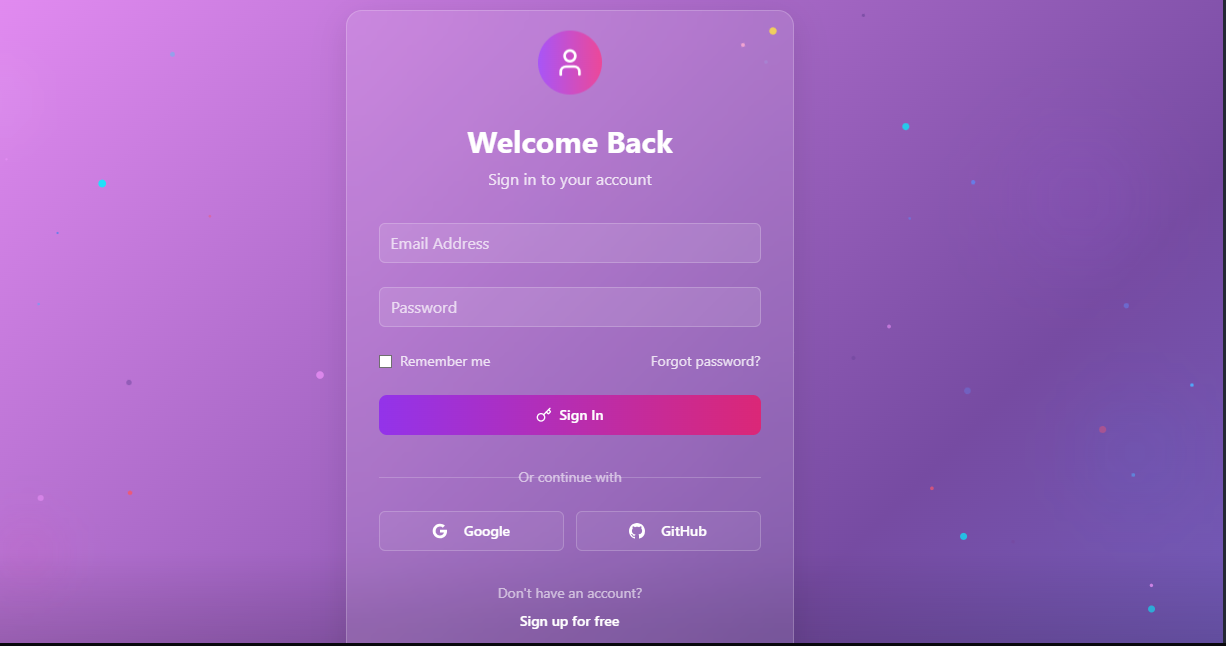 Welcome Back
Sign in to your account
Email Address
Password
Remember me
Forgot password?
Sign In
Or continue with
Google
GitHub
Don't have an account?
Sign up for free